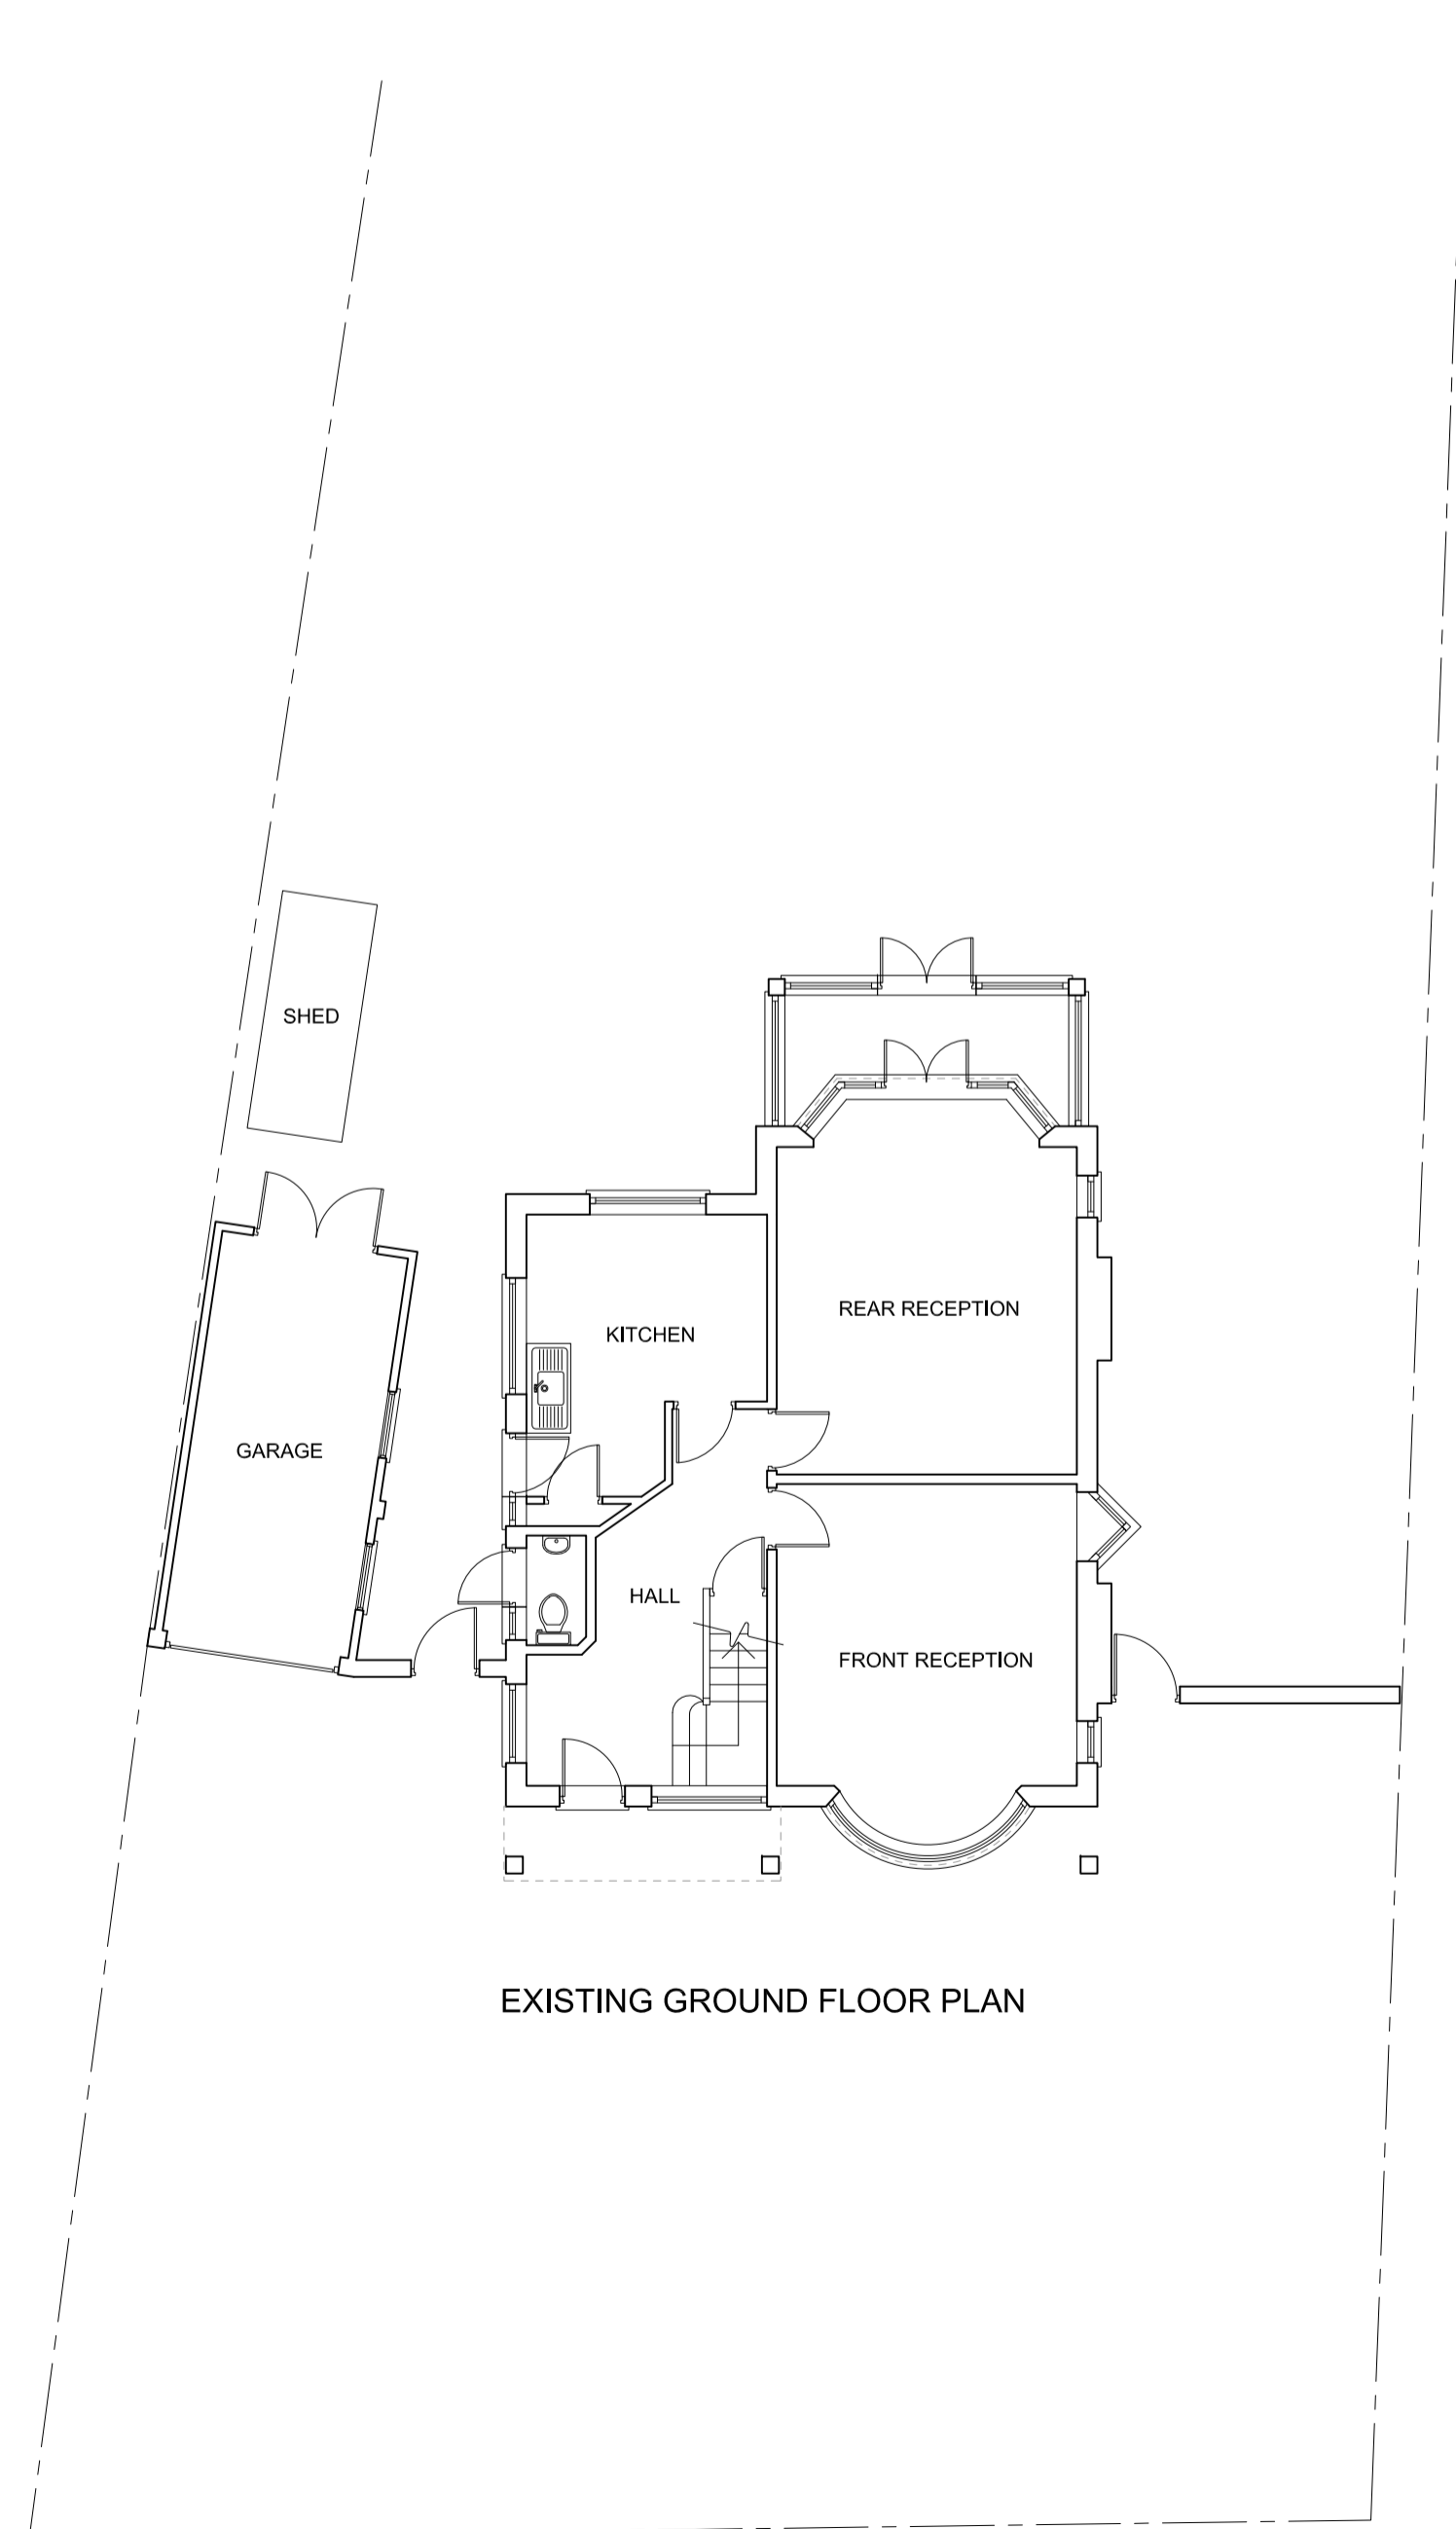 SHED
REAR RECEPTION
KITCHEN
GARAGE
HALL
FRONT RECEPTION
EXISTING GROUND FLOOR PLAN